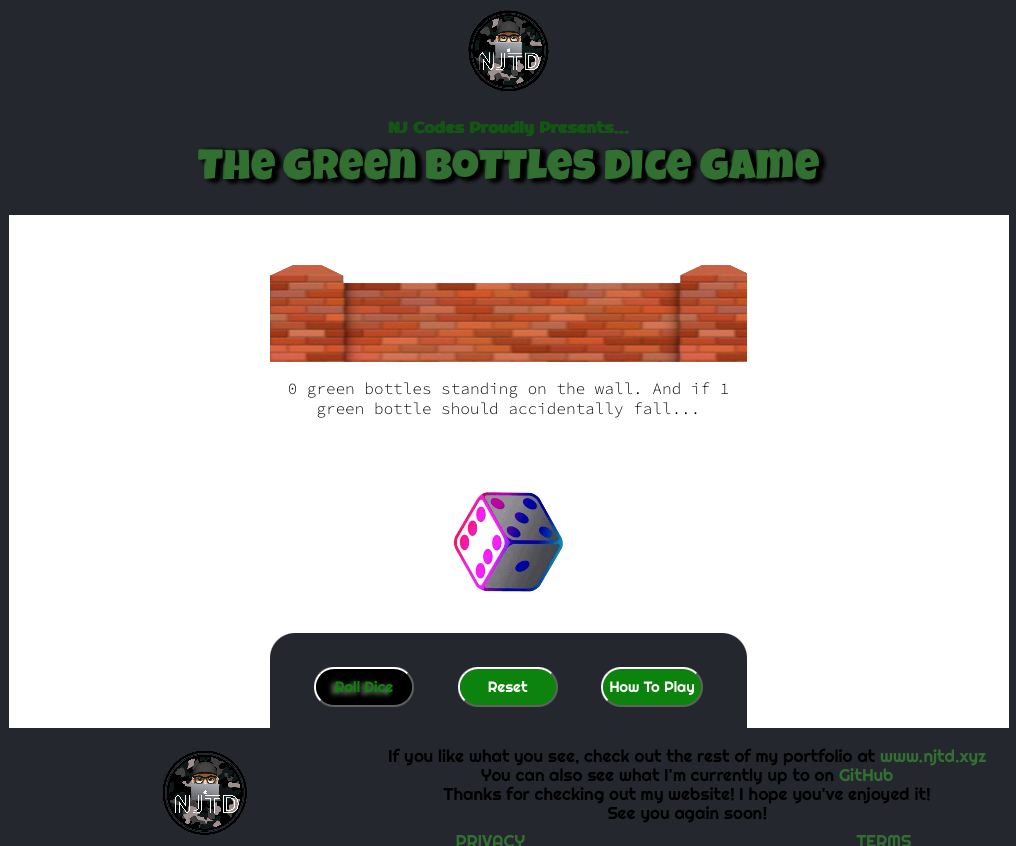 NJTD
NJ Codes Proudly Presents...
The Green Bottles Dice Game
0 green bottles standing on the wall. And if 1
green bottle should accidentally fall...
Roll Dice
Reset
How To Play
NJTD
If you like what you see, check out the rest of my portfolio at www.njtd.xyz
You can also see what I'm currently up to on GitHub
Thanks for checking out my website! I hope you've enjoyed it!
See you again soon!
PRIVACY TERMS